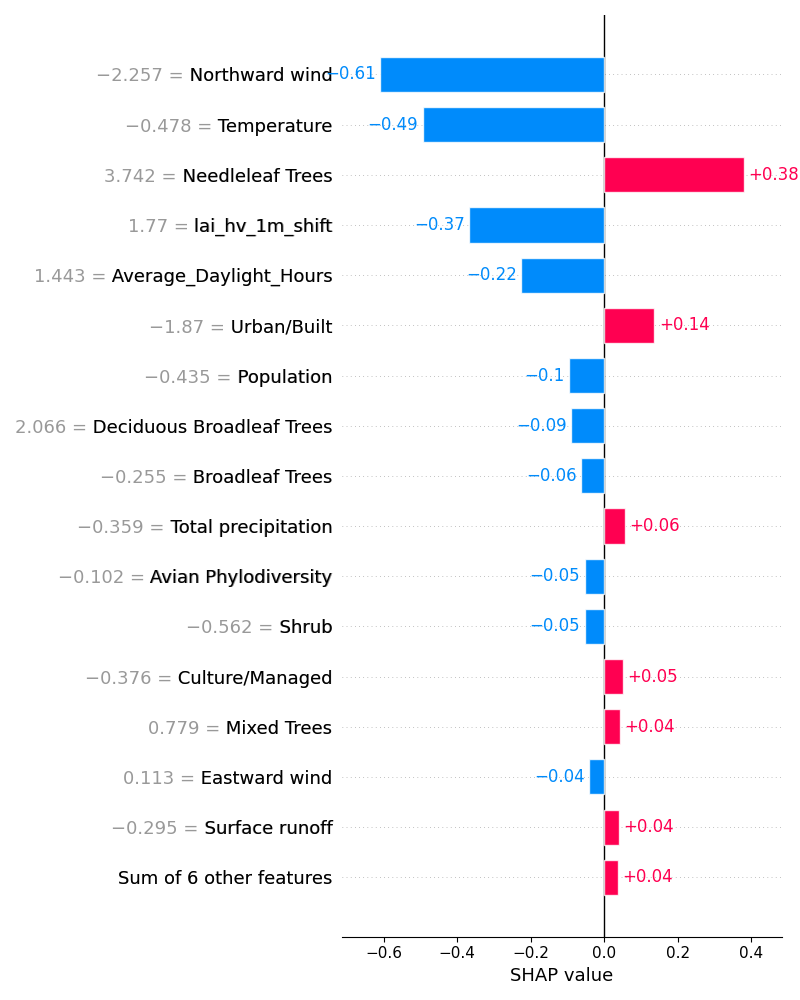 −2.257 = Northward wind −0.61
−0.478 = Temperature −0.49
3.742 = Needleleaf Trees +0.38
1.77 = lai_hv_1m_shift −0.37
1.443 = Average_Daylight_Hours −0.22
−1.87 = Urban/Built +0.14
−0.435 = Population −0.1
2.066 = Deciduous Broadleaf Trees −0.09
−0.255 = Broadleaf Trees −0.06
−0.359 = Total precipitation +0.06
−0.102 = Avian Phylodiversity −0.05
−0.562 = Shrub −0.05
−0.376 = Culture/Managed +0.05
0.779 = Mixed Trees +0.04
0.113 = Eastward wind −0.04
−0.295 = Surface runoff +0.04
Sum of 6 other features +0.04
−0.6 −0.4 −0.2 0.0 0.2 0.4
SHAP value